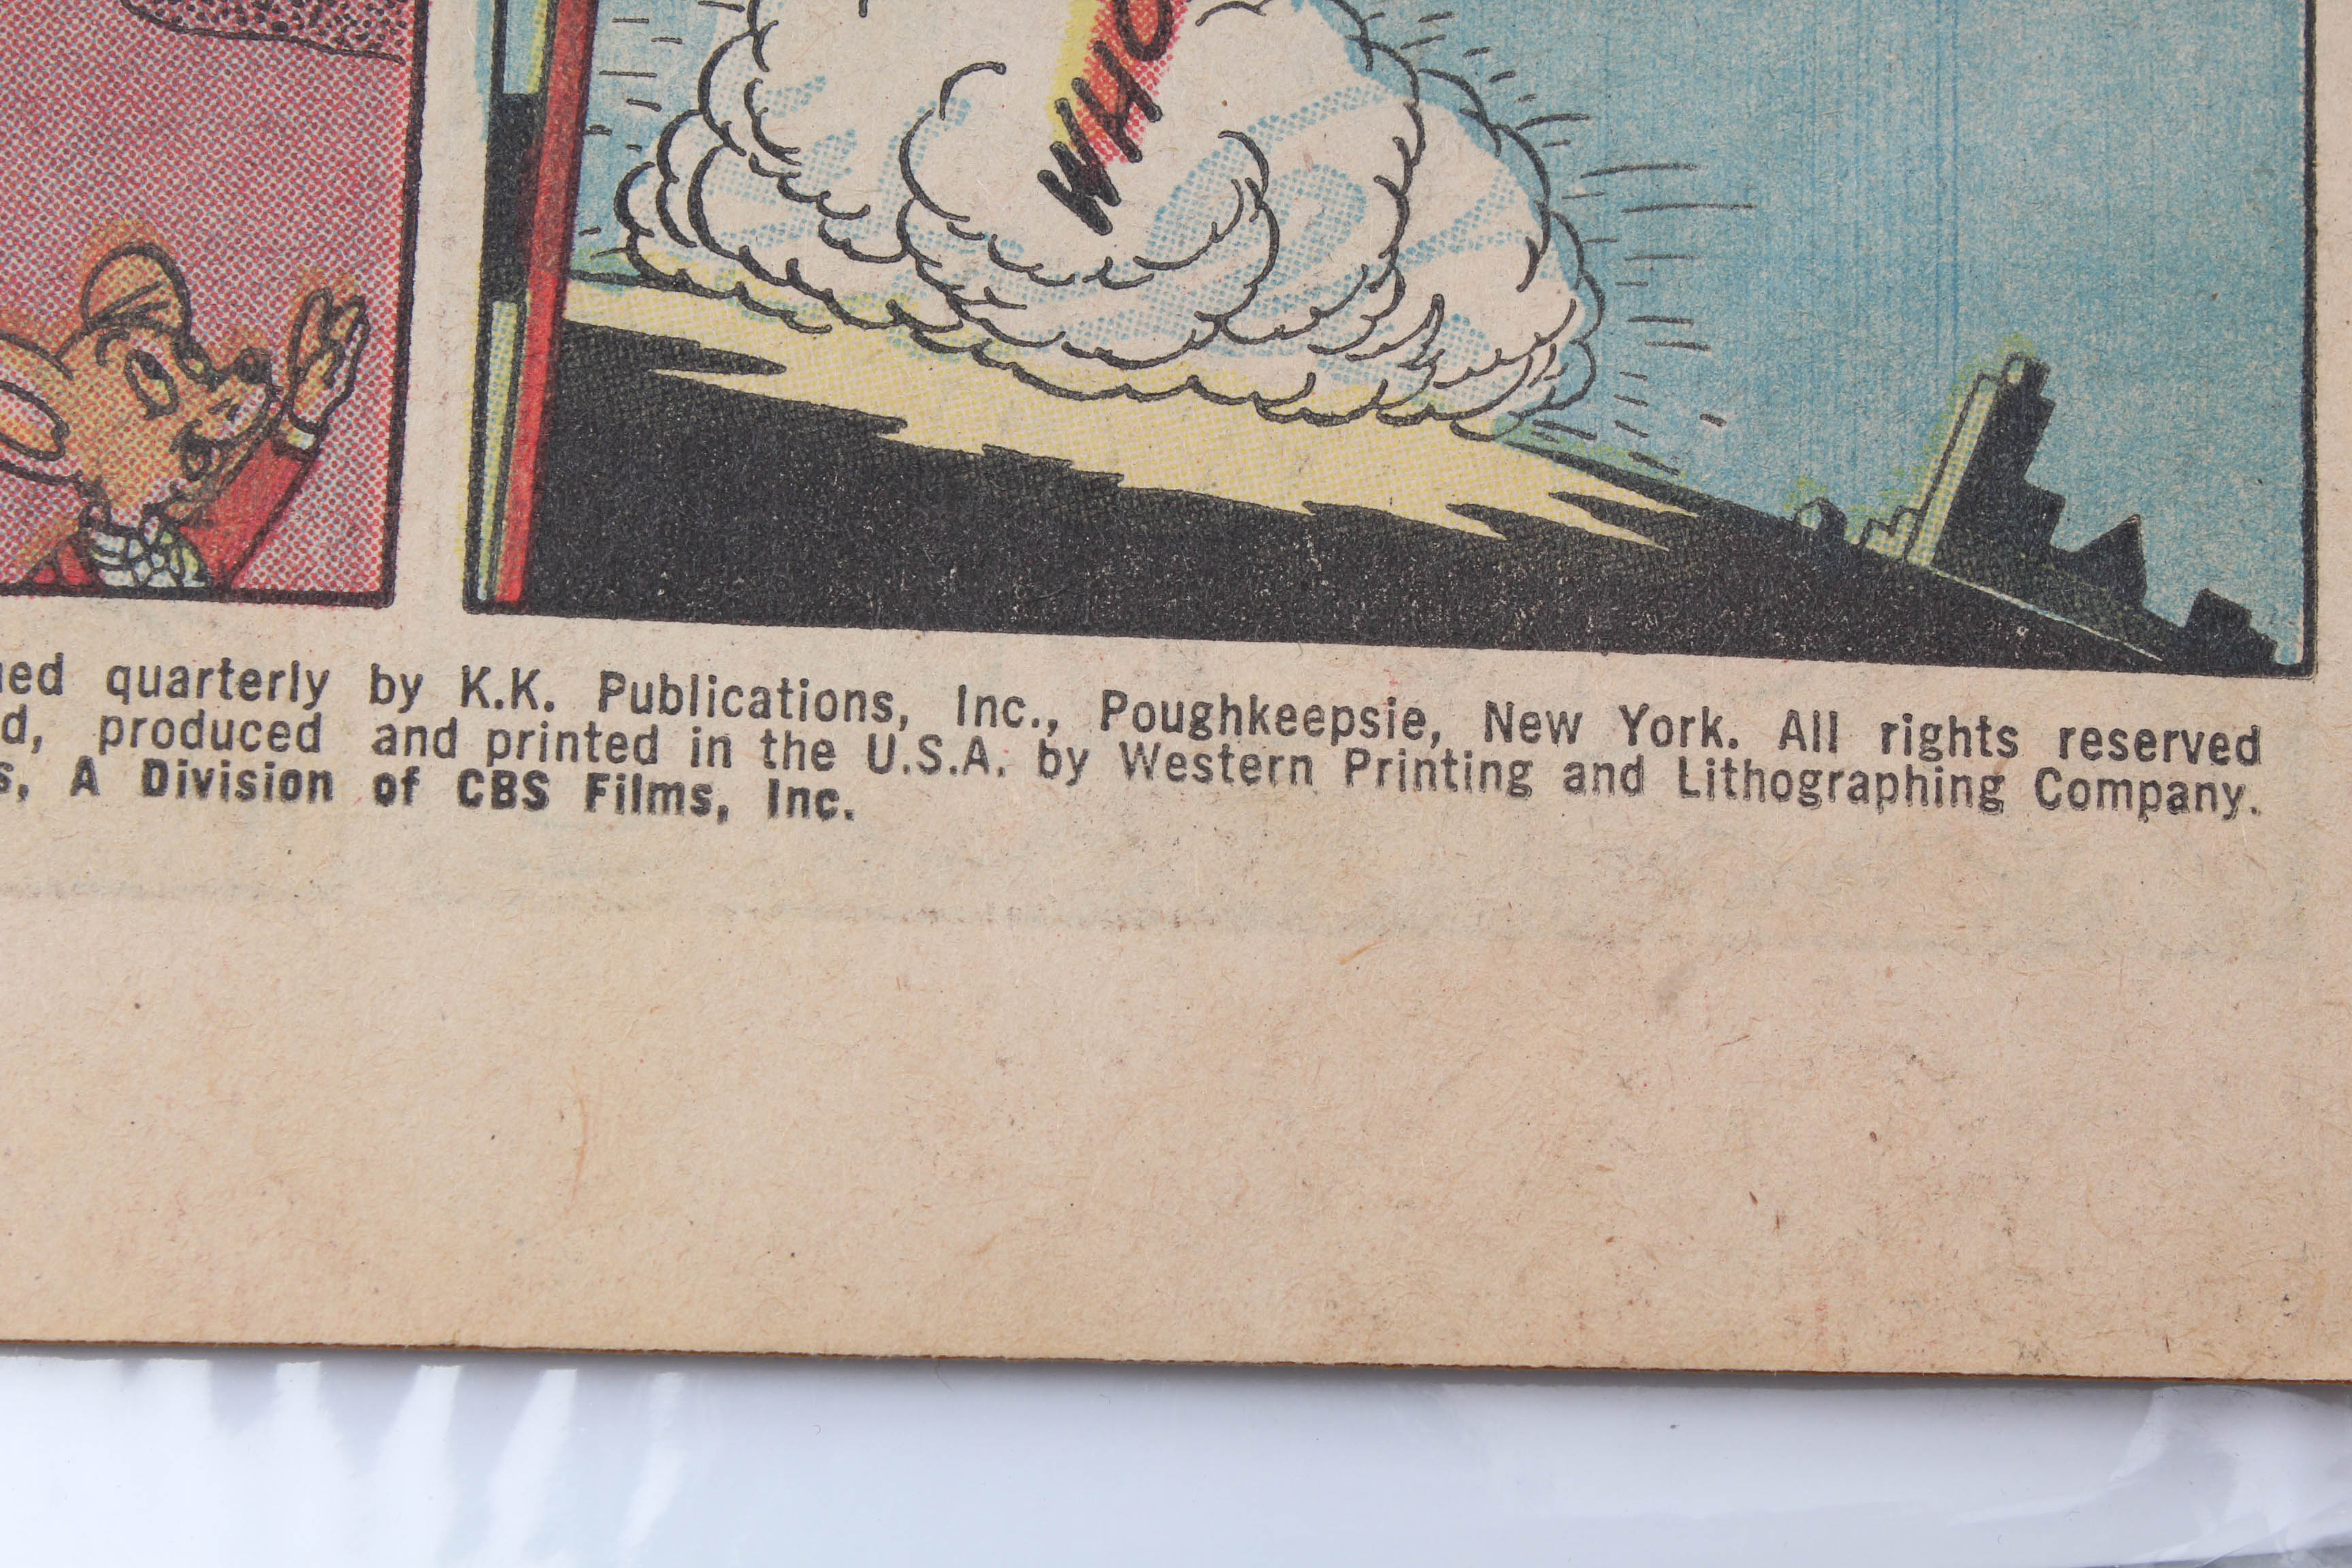 WHO
quarterly by K.K. Publications, Inc., Poughkeepsie, New York. All rights reserved
produced and printed in the U.S.A. by Western Printing and Lithographing Company.
A Division of CBS Films, Inc.